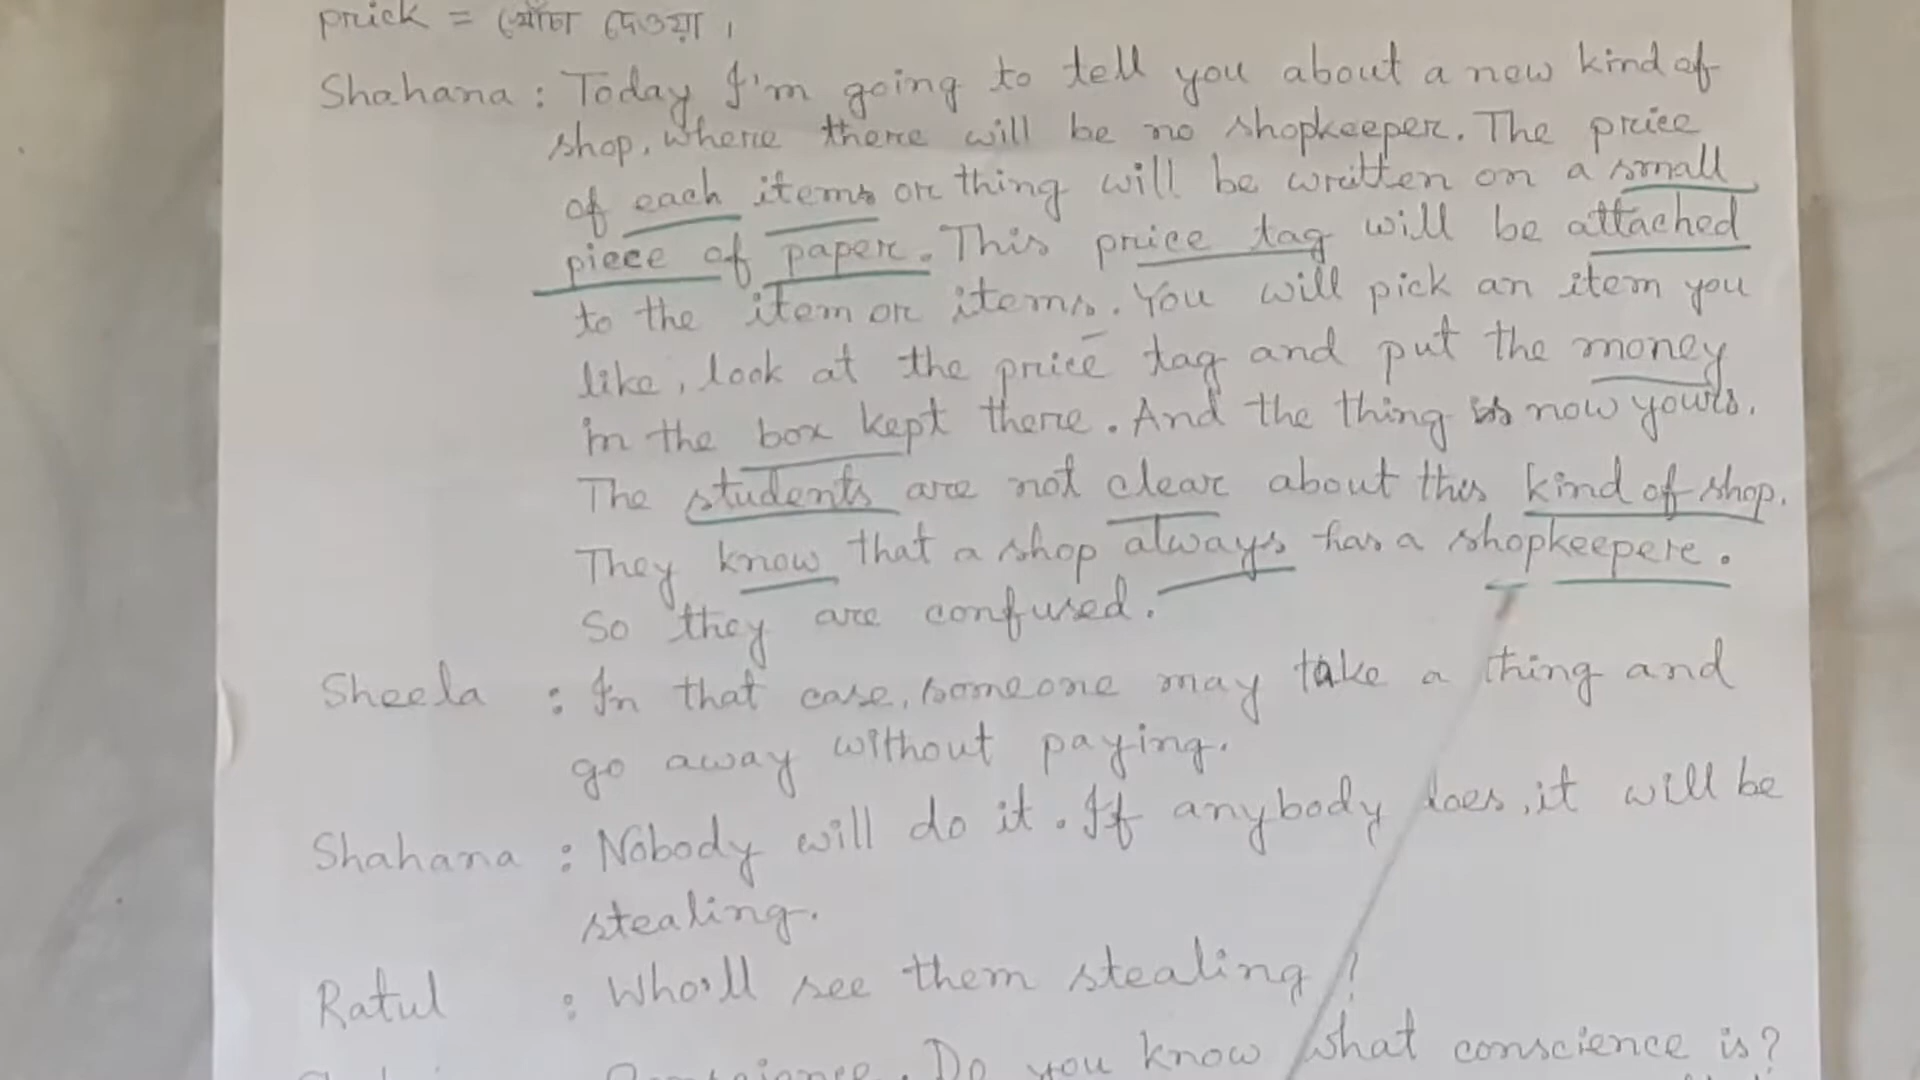 prick = খোঁচা দেওয়া ।
Shahana : Today I'm going to tell you about a new kind of
shop, where there will be no shopkeeper. The price
of each items or thing will be written on a small
piece of paper. This price tag will be attached
to the item or items. You will pick an item you
like, look at the price tag and put the money
in the box kept there. And the thing is now yours.
The students are not clear about this kind of shop.
They know that a shop always has a shopkeepere.
So they are confused.
Sheela : In that case, someone may take a thing and
go away without paying.
Shahana : Nobody will do it. If anybody does, it will be
stealing.
Ratul : Who'll see them stealing?
Conscience. Do you know what conscience is?